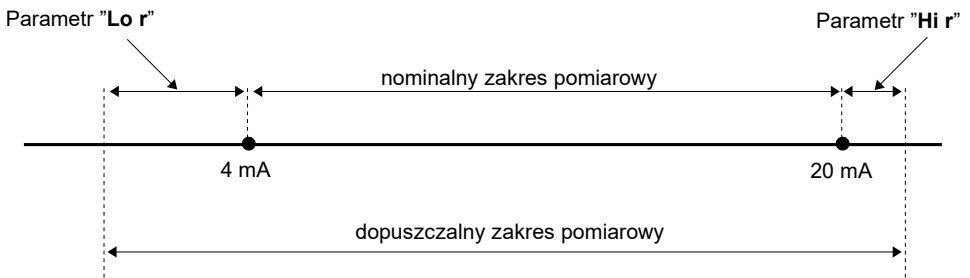 Parametr ”Lo r”
Parametr ”Hi r”
nominalny zakres pomiarowy
4 mA
20 mA
dopuszczalny zakres pomiarowy